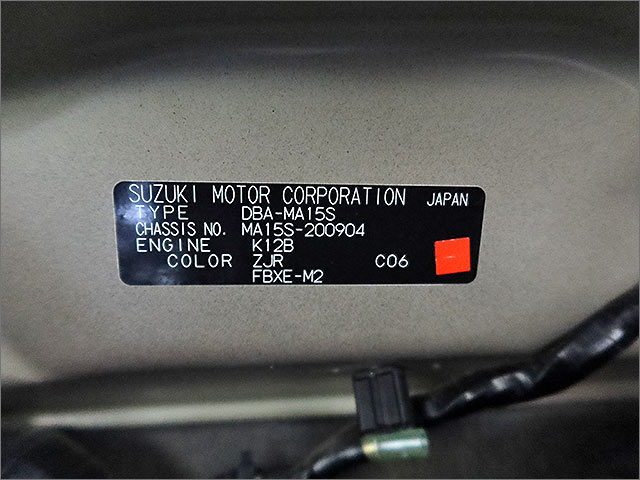 SUZUKI MOTOR CORPORATION JAPAN
TYPE DBA-MA15S
CHASSIS NO. MA15S-200904
ENGINE K12B
COLOR ZJR C06
FBXE-M2